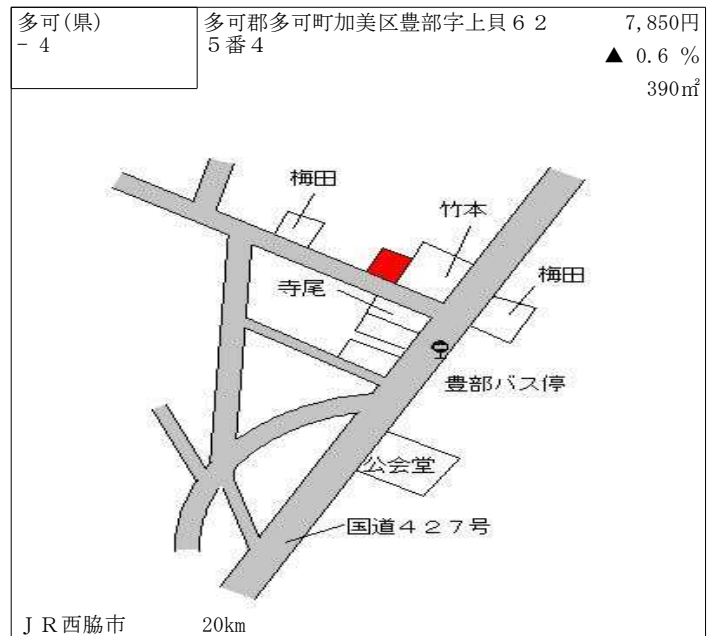 多可(県)
- 4
多可郡多可町加美区豊部字上貝６２
５番４
7,850円
▲ 0.6 %
390㎡
梅田
竹本
寺尾
梅田
豊部バス停
公会堂
国道４２７号
ＪＲ西脇市 20km